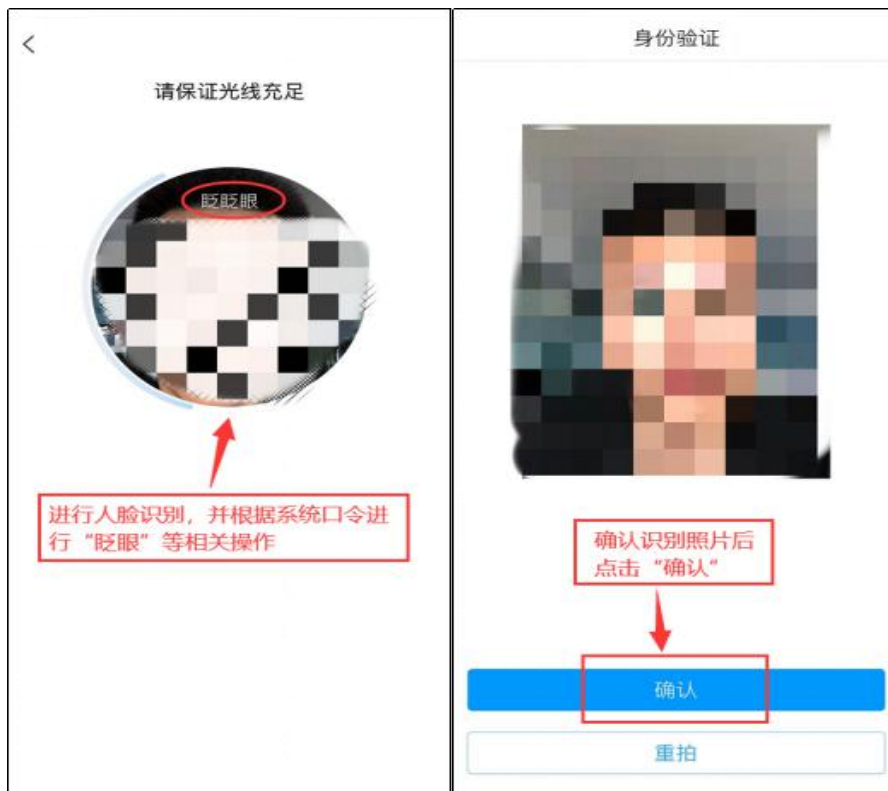 请保证光线充足
眨眨眼
进行人脸识别，并根据系统口令进
行“眨眼”等相关操作
身份验证
确认识别照片后
点击“确认”
确认
重拍